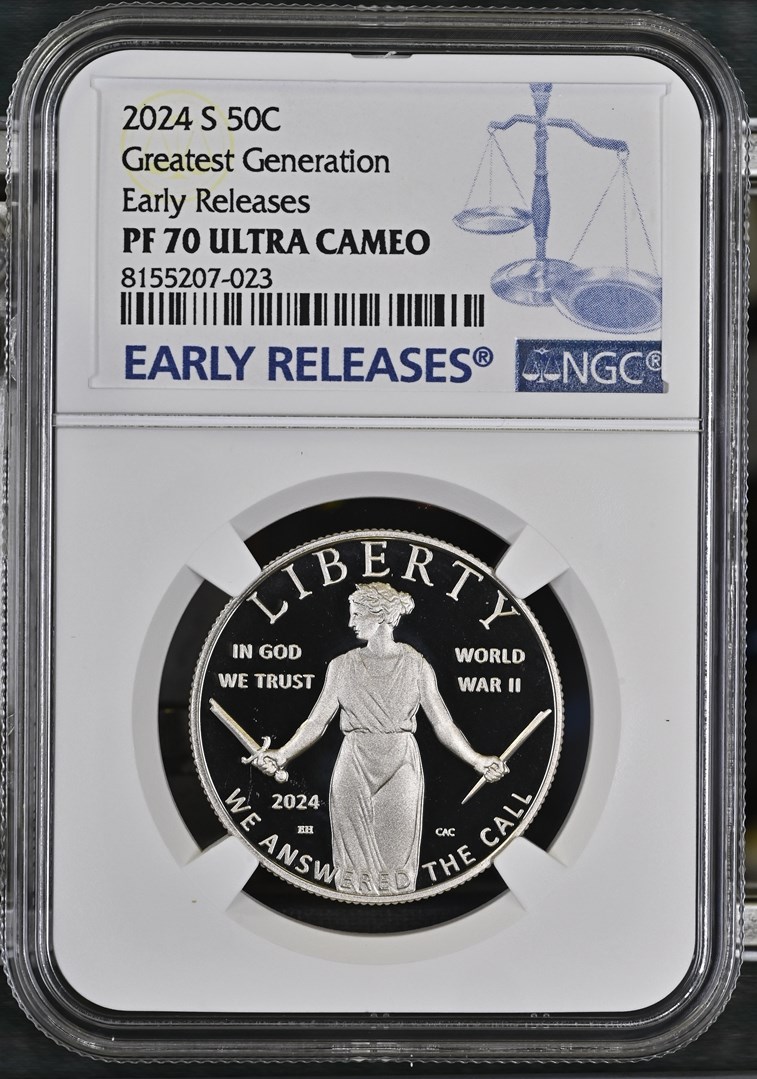 2024 S 50C
Greatest Generation
Early Releases
PF 70 ULTRA CAMEO
8155207-023
EARLY RELEASES®
NGC®
LIBERTY
IN GOD
WE TRUST
WORLD
WAR II
2024
EH
CAC
WE ANSWERED THE CALL